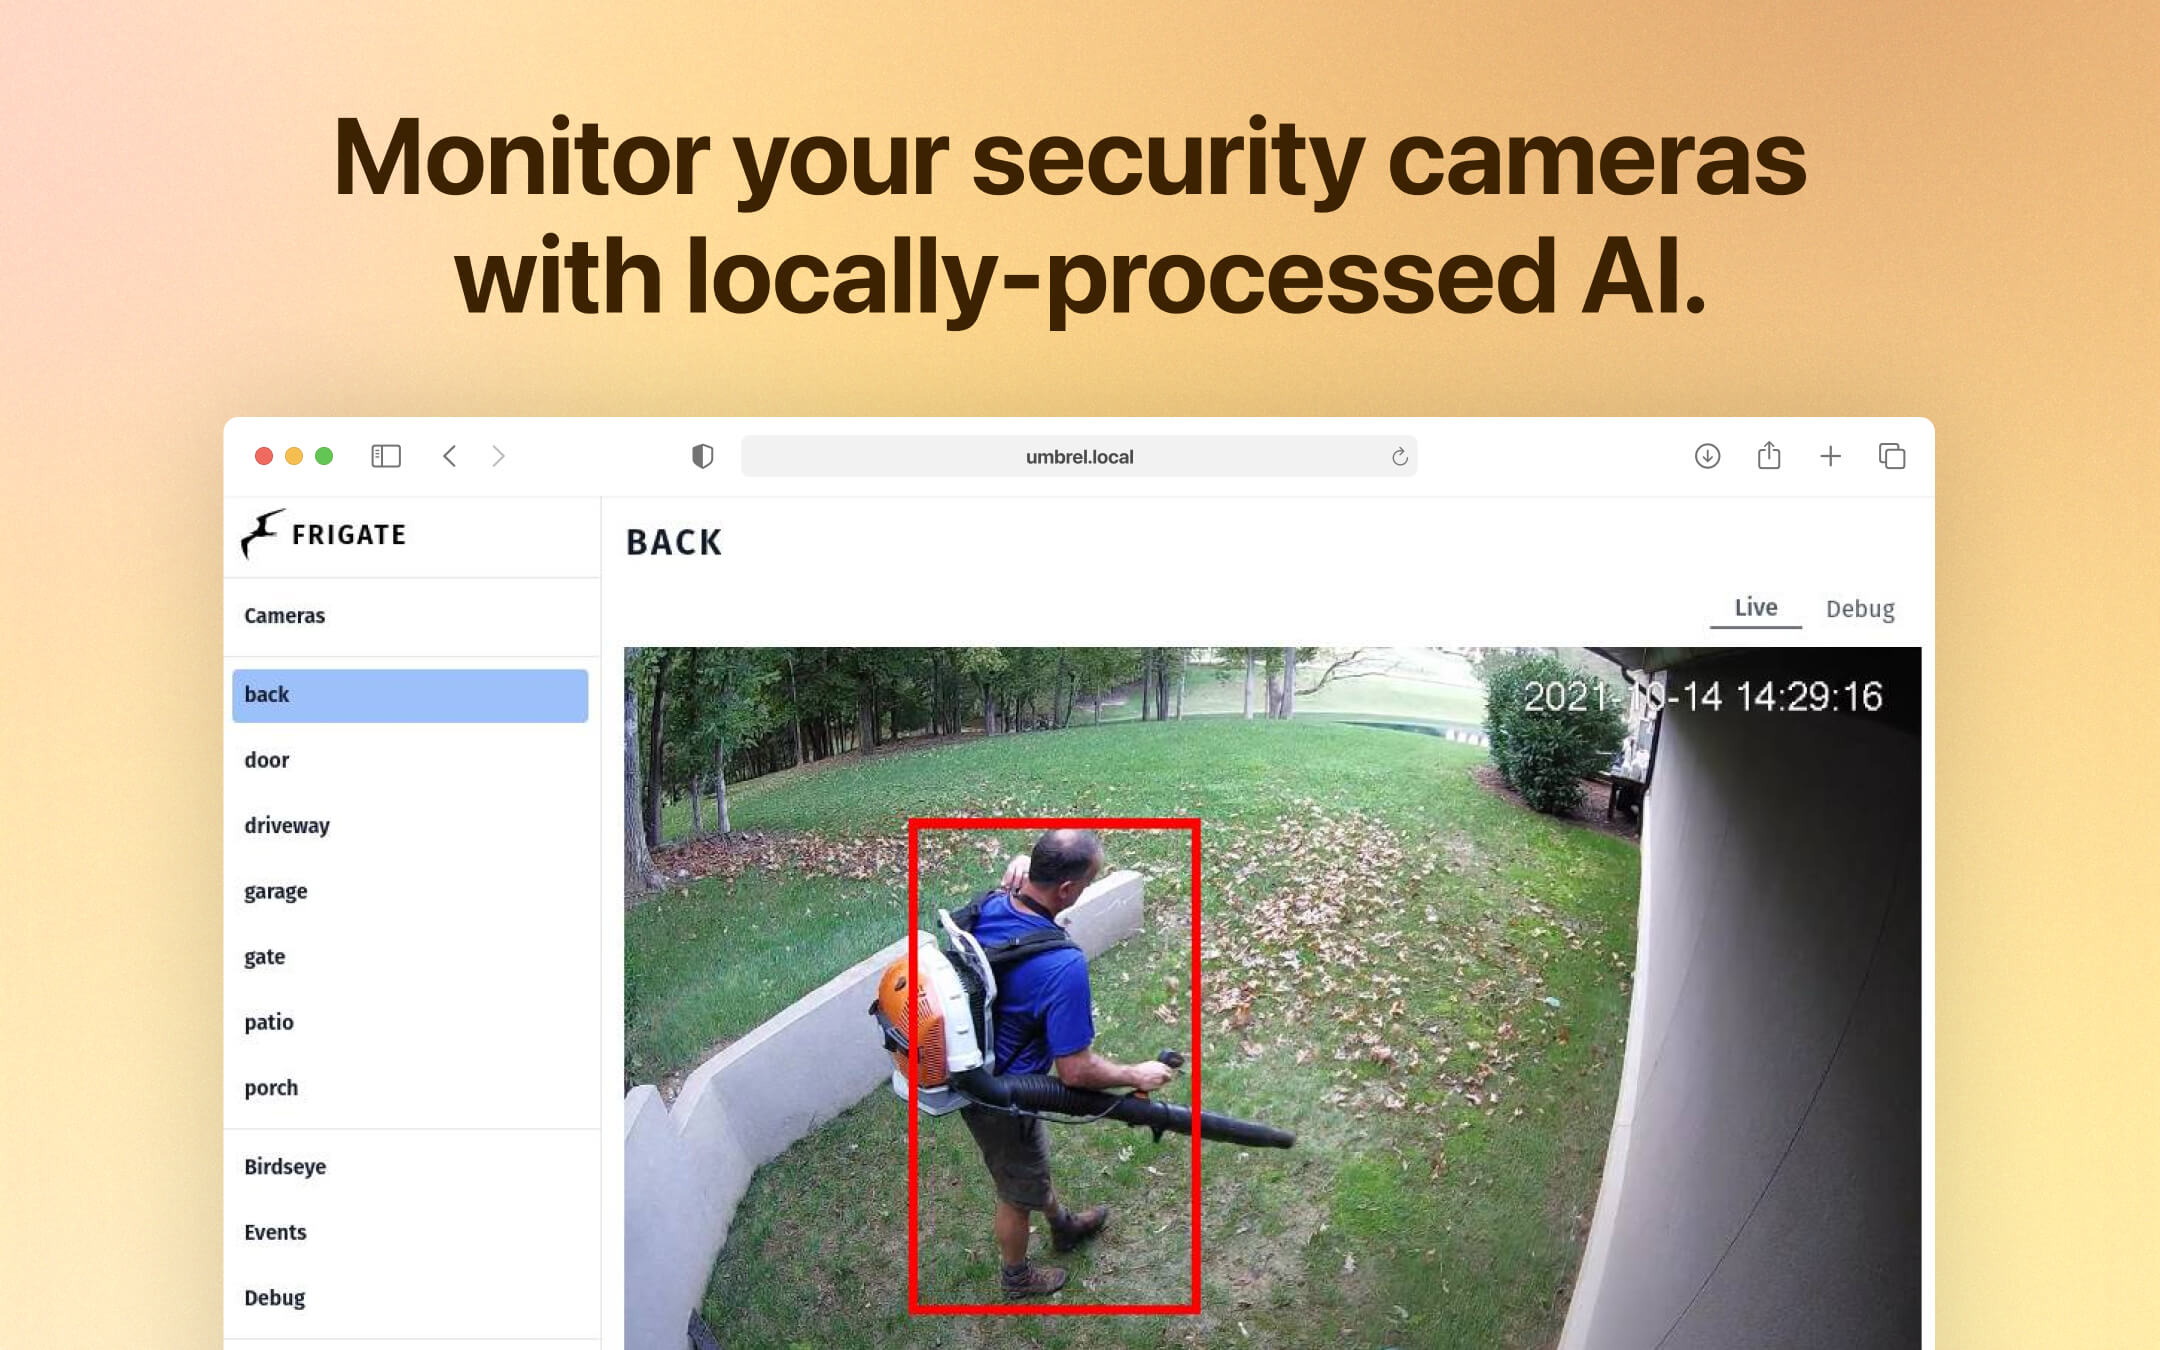 Monitor your security cameras
with locally-processed AI.
umbrel.local
FRIGATE
BACK
Live
Debug
Cameras
back
door
driveway
garage
gate
patio
porch
Birdseye
Events
Debug
2021-10-14 14:29:16